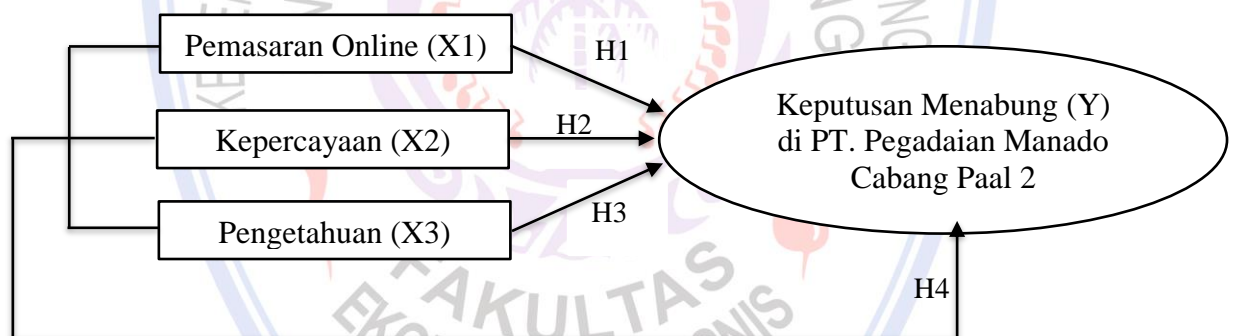 Pemasaran Online (X1)
H1
Kepercayaan (X2)
H2
Pengetahuan (X3)
H3
Keputusan Menabung (Y)
di PT. Pegadaian Manado
Cabang Paal 2
H4
FAKULTAS